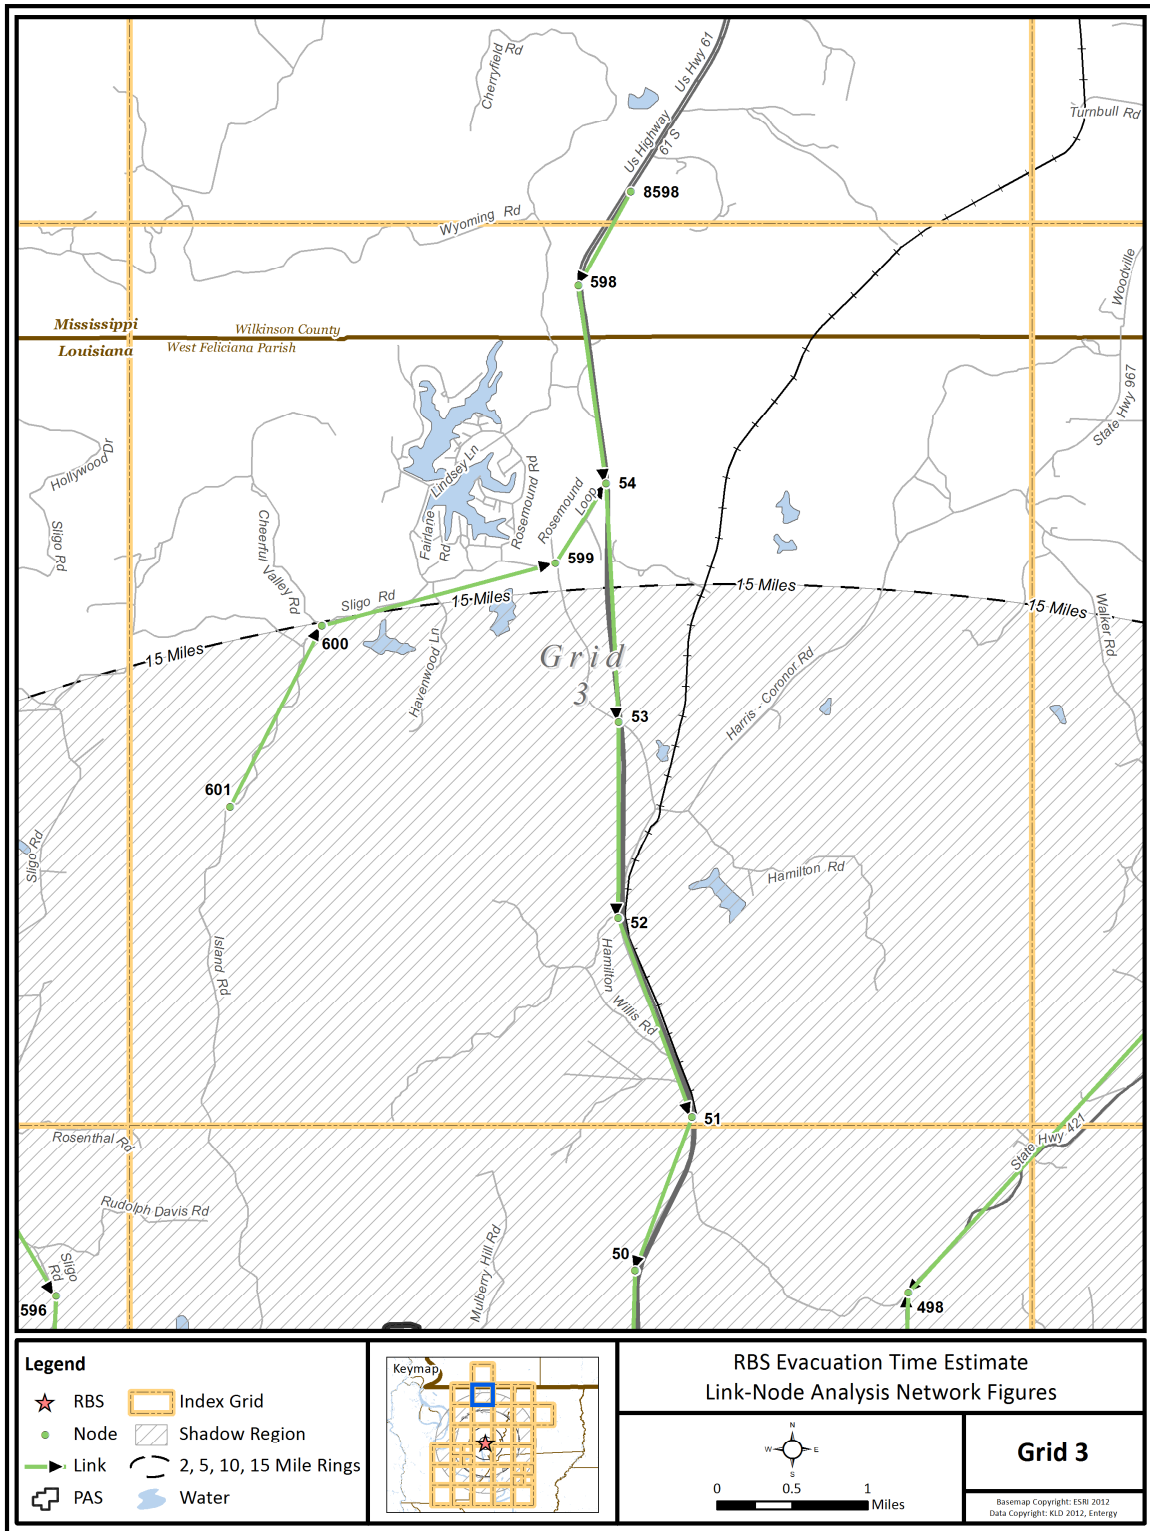 Cherryfield Rd
Us Hwy 61
Us Highway
61 S
Turnbull Rd
8598
Wyoming Rd
598
Woodville
Mississippi
Wilkinson County
Louisiana
West Feliciana Parish
State Hwy 967
Hollywood Dr
Lindsey Ln
Rosemound Rd
Rosemound
Loop
54
Sligo Rd
Cheerful Valley Rd
Fairlane
Rd
599
Sligo Rd
15 Miles
15 Miles
15 Miles
15 Miles
Walker Rd
600
Havenwood Ln
Grid
3
Harris - Coronor Rd
53
601
Sligo Rd
Hamilton Rd
52
Island Rd
Hamilton
Willis Rd
51
State Hwy 421
Rosenthal Rd
Rudolph Davis Rd
Sligo
Rd
Mulberry Hill Rd
50
596
498
Legend
RBS
Index Grid
Node
Shadow Region
Link
2, 5, 10, 15 Mile Rings
PAS
Water
Keymap
RBS Evacuation Time Estimate
Link-Node Analysis Network Figures
N
W
E
S
0 0.5 1
Miles
Grid 3
Basemap Copyright: ESRI 2012
Data Copyright: KLD 2012, Entergy